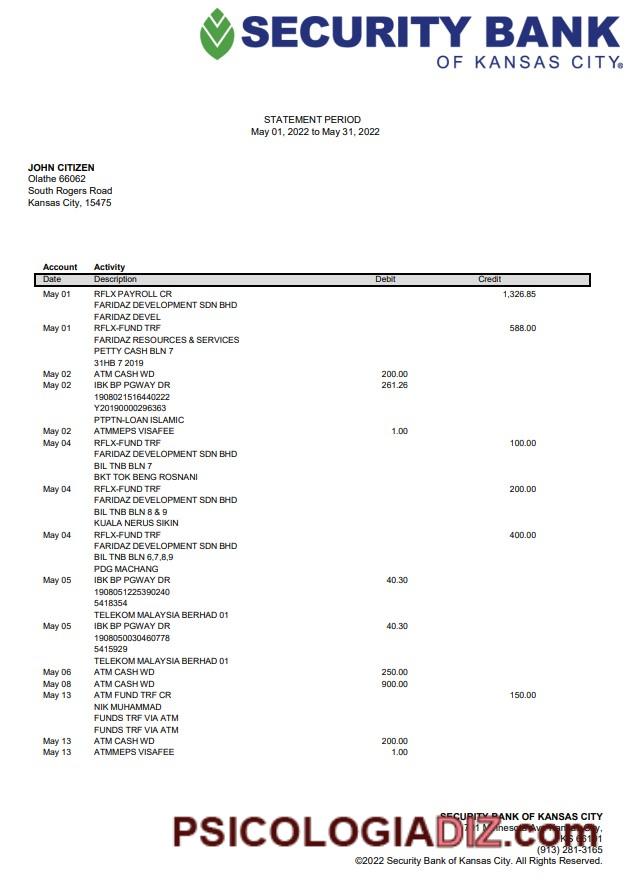 SECURITY BANK
OF KANSAS CITY®
STATEMENT PERIOD
May 01, 2022 to May 31, 2022
JOHN CITIZEN
Olathe 66062
South Rogers Road
Kansas City, 15475
Account Activity
Date Description Debit Credit
May 01 RFLX PAYROLL CR 1,326.85
FARIDAZ DEVELOPMENT SDN BHD
FARIDAZ DEVEL
May 01 RFLX-FUND TRF 588.00
FARIDAZ RESOURCES & SERVICES
PETTY CASH BLN 7
31HB 7 2019
May 02 ATM CASH WD 200.00
May 02 IBK BP PGWAY DR 261.26
1908021516440222
Y20190000296363
PTPTN-LOAN ISLAMIC
May 02 ATMMEPS VISAFEE 1.00
May 04 RFLX-FUND TRF 100.00
FARIDAZ DEVELOPMENT SDN BHD
BIL TNB BLN 7
BKT TOK BENG ROSNANI
May 04 RFLX-FUND TRF 200.00
FARIDAZ DEVELOPMENT SDN BHD
BIL TNB BLN 8 & 9
KUALA NERUS SIKIN
May 04 RFLX-FUND TRF 400.00
FARIDAZ DEVELOPMENT SDN BHD
BIL TNB BLN 6,7,8,9
PDG MACHANG
May 05 IBK BP PGWAY DR 40.30
1908051225390240
5418354
TELEKOM MALAYSIA BERHAD 01
May 05 IBK BP PGWAY DR 40.30
1908050030460778
5415929
TELEKOM MALAYSIA BERHAD 01
May 06 ATM CASH WD 250.00
May 08 ATM CASH WD 900.00
May 13 ATM FUND TRF CR 150.00
NIK MUHAMMAD
FUNDS TRF VIA ATM
FUNDS TRF VIA ATM
May 13 ATM CASH WD 200.00
May 13 ATMMEPS VISAFEE 1.00
SECURITY BANK OF KANSAS CITY
PSICOLOGIADIZ.com
(913) 281-3165
©2022 Security Bank of Kansas City. All Rights Reserved.